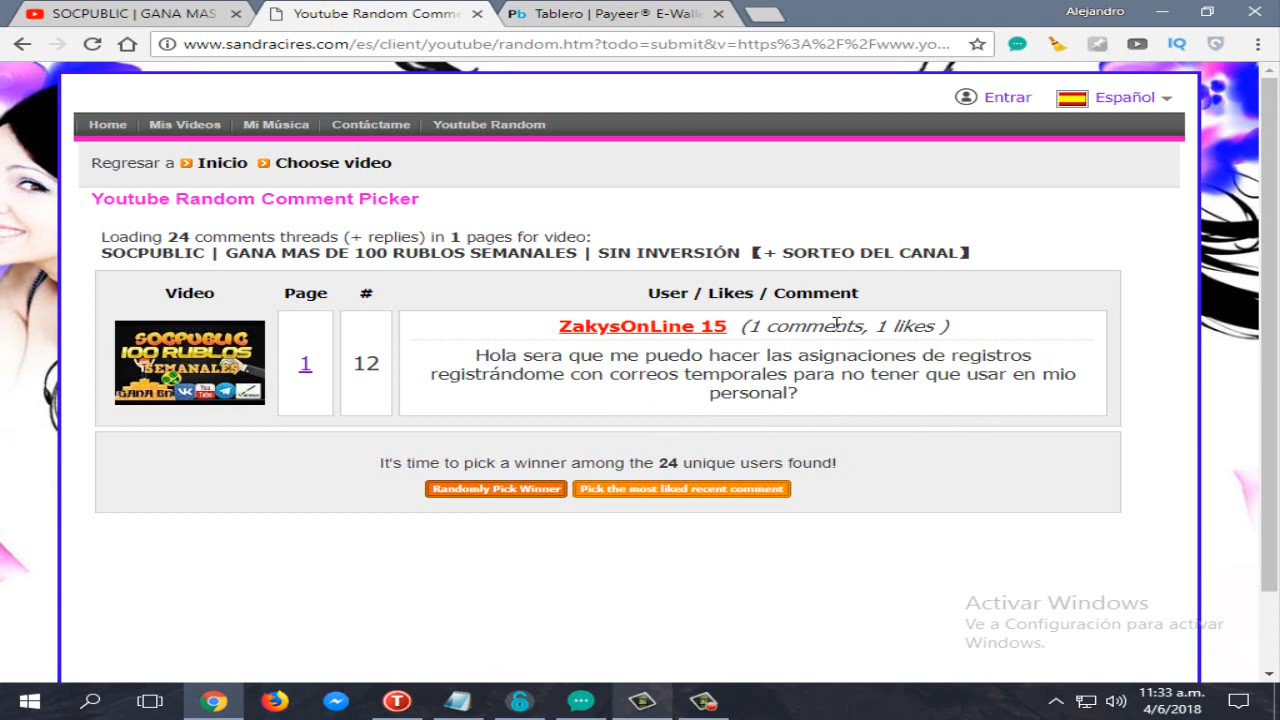 SOCPUBLIC | GANA MAS
Youtube Random Comme
Pb Tablero | Payeer® E-Walle
Alejandro
www.sandracires.com/es/client/youtube/random.htm?todo=submit&v=https%3A%2F%2Fwww.yo...
IQ
Entrar
Español
Home
Mis Videos
Mi Música
Contáctame
Youtube Random
Regresar a Inicio Choose video
Youtube Random Comment Picker
Loading 24 comments threads (+ replies) in 1 pages for video:
SOCPUBLIC | GANA MAS DE 100 RUBLOS SEMANALES | SIN INVERSIÓN 【+ SORTEO DEL CANAL】
Video
Page
#
User / Likes / Comment
SOCPUBLIC
100 RUBLOS
SEMANALES
GANA EN
1
12
ZakysOnLine 15 (1 comments, 1 likes )
Hola sera que me puedo hacer las asignaciones de registros
registrándome con correos temporales para no tener que usar en mio
personal?
It's time to pick a winner among the 24 unique users found!
Randomly Pick Winner
Pick the most liked recent comment
Activar Windows
Ve a Configuración para activar
Windows.
11:33 a.m.
4/6/2018